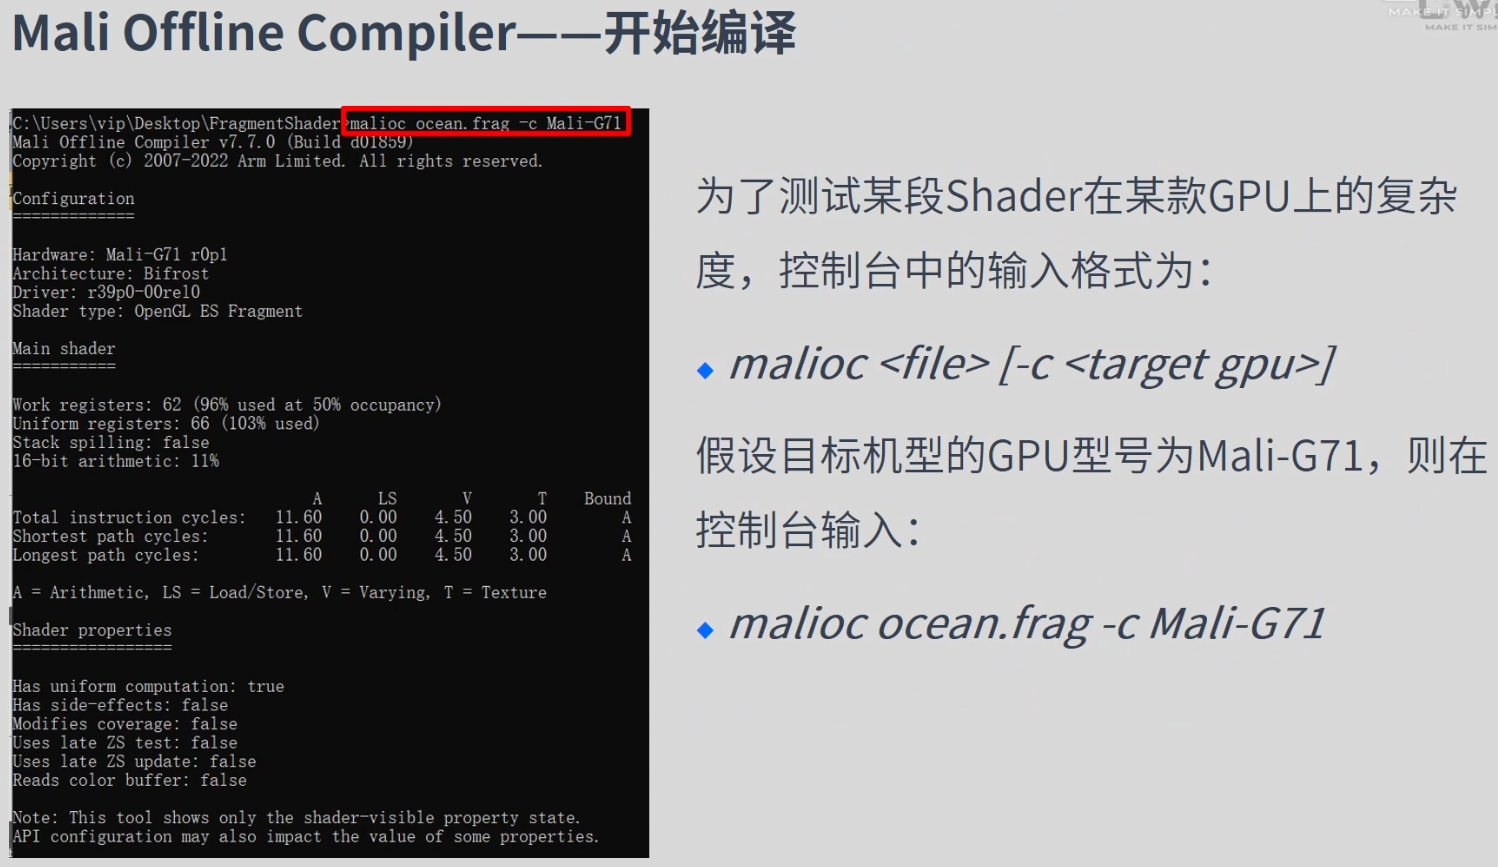 Mali Offline Compiler——开始编译
MAKE IT SIMPL
MAKE IT SIM
C:\Users\vip\Desktop\FragmentShader>malioc ocean.frag -c Mali-G71
Mali Offline Compiler v7.7.0 (Build d01859)
Copyright (c) 2007-2022 Arm Limited. All rights reserved.
Configuration
=============
Hardware: Mali-G71 r0p1
Architecture: Bifrost
Driver: r39p0-00rel0
Shader type: OpenGL ES Fragment
Main shader
===========
Work registers: 62 (96% used at 50% occupancy)
Uniform registers: 66 (103% used)
Stack spilling: false
16-bit arithmetic: 11%
A LS V T Bound
Total instruction cycles: 11.60 0.00 4.50 3.00 A
Shortest path cycles: 11.60 0.00 4.50 3.00 A
Longest path cycles: 11.60 0.00 4.50 3.00 A
A = Arithmetic, LS = Load/Store, V = Varying, T = Texture
Shader properties
=================
Has uniform computation: true
Has side-effects: false
Modifies coverage: false
Uses late ZS test: false
Uses late ZS update: false
Reads color buffer: false
Note: This tool shows only the shader-visible property state.
API configuration may also impact the value of some properties.
为了测试某段Shader在某款GPU上的复杂
度，控制台中的输入格式为：
◆ malioc <file> [-c <target gpu>]
假设目标机型的GPU型号为Mali-G71，则在
控制台输入：
◆ malioc ocean.frag -c Mali-G71